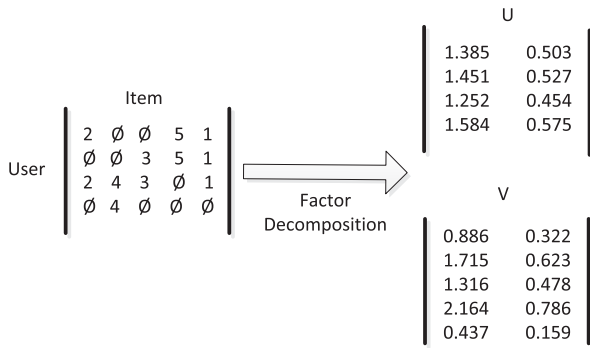 Item
User
2 Ø Ø 5 1
Ø Ø 3 5 1
2 4 3 Ø 1
Ø 4 Ø Ø Ø
Factor
Decomposition
U
1.385 0.503
1.451 0.527
1.252 0.454
1.584 0.575
V
0.886 0.322
1.715 0.623
1.316 0.478
2.164 0.786
0.437 0.159